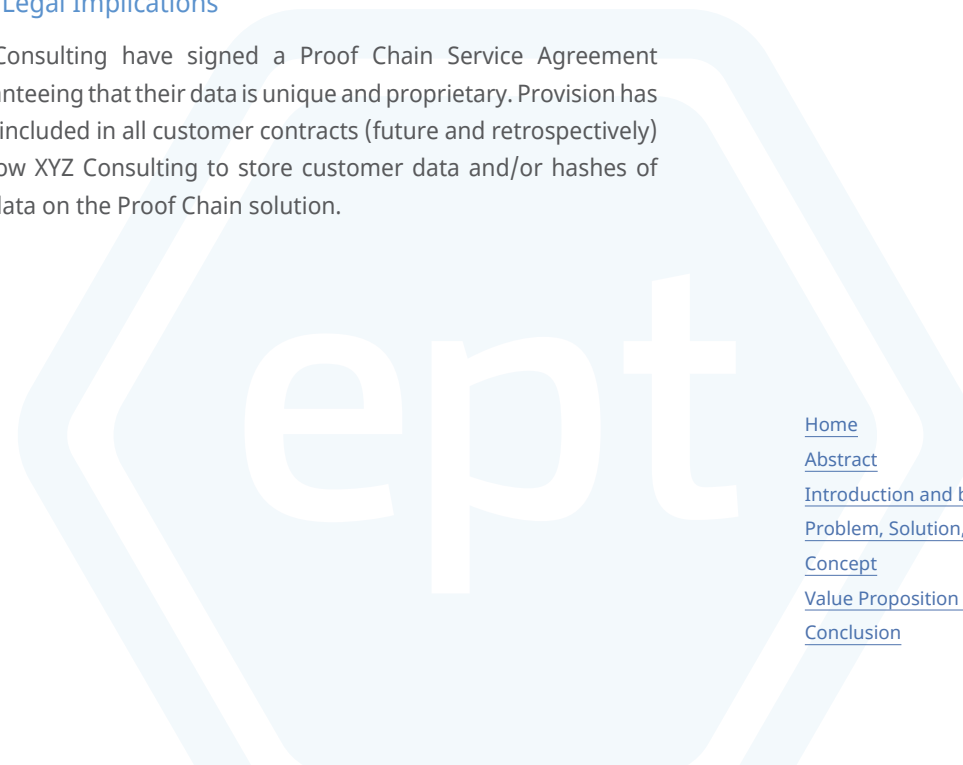 Legal Implications
Consulting have signed a Proof Chain Service Agreement
nteeing that their data is unique and proprietary. Provision has
included in all customer contracts (future and retrospectively)
ow XYZ Consulting to store customer data and/or hashes of
data on the Proof Chain solution.
ept
Home
Abstract
Introduction and b
Problem, Solution,
Concept
Value Proposition
Conclusion